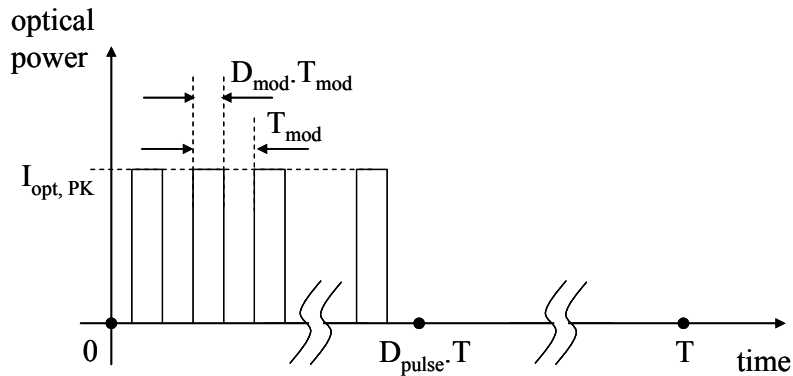 optical
power
D_mod.T_mod
T_mod
I_opt, PK
0
D_pulse.T
T
time